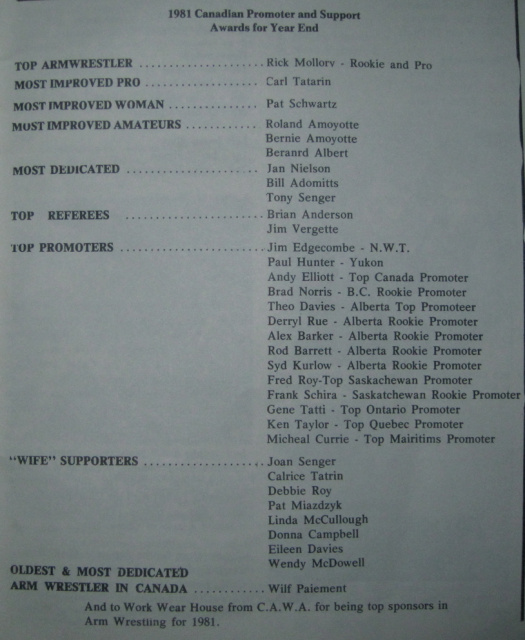 1981 Canadian Promoter and Support
Awards for Year End
TOP ARMWRESTLER ..................... Rick Mollory - Rookie and Pro
MOST IMPROVED PRO ................... Carl Tatarin
MOST IMPROVED WOMAN ............... Pat Schwartz
MOST IMPROVED AMATEURS ............ Roland Amoyotte
Bernie Amoyotte
Beranrd Albert
MOST DEDICATED ...................... Jan Nielson
Bill Adomitts
Tony Senger
TOP REFEREES ....................... Brian Anderson
Jim Vergette
TOP PROMOTERS ........................ Jim Edgecombe - N.W.T.
Paul Hunter - Yukon
Andy Elliott - Top Canada Promoter
Brad Norris - B.C. Rookie Promoter
Theo Davies - Alberta Top Promoteer
Derryl Rue - Alberta Rookie Promoter
Alex Barker - Alberta Rookie Promoter
Rod Barrett - Alberta Rookie Promoter
Syd Kurlow - Alberta Rookie Promoter
Fred Roy-Top Saskachewan Promoter
Frank Schira - Saskatchewan Rookie Promoter
Gene Tatti - Top Ontario Promoter
Ken Taylor - Top Quebec Promoter
Micheal Currie - Top Mairitims Promoter
"WIFE" SUPPORTERS .................... Joan Senger
Calrice Tatrin
Debbie Roy
Pat Miazdzyk
Linda McCullough
Donna Campbell
Eileen Davies
Wendy McDowell
OLDEST & MOST DEDICATED
ARM WRESTLER IN CANADA ............ Wilf Paiement
And to Work Wear House from C.A.W.A. for being top sponsors in
Arm Wrestling for 1981.